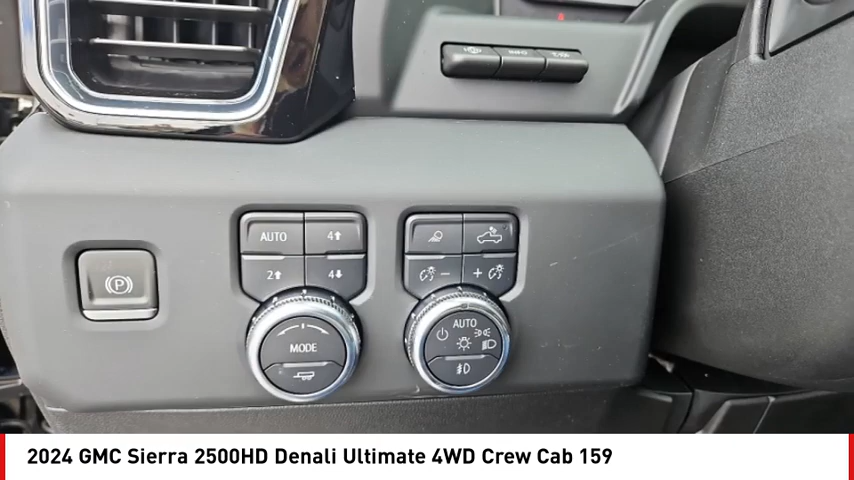 AUTO 4⬆
2⬆ 4⬇
− +
P
AUTO
MODE
2024 GMC Sierra 2500HD Denali Ultimate 4WD Crew Cab 159